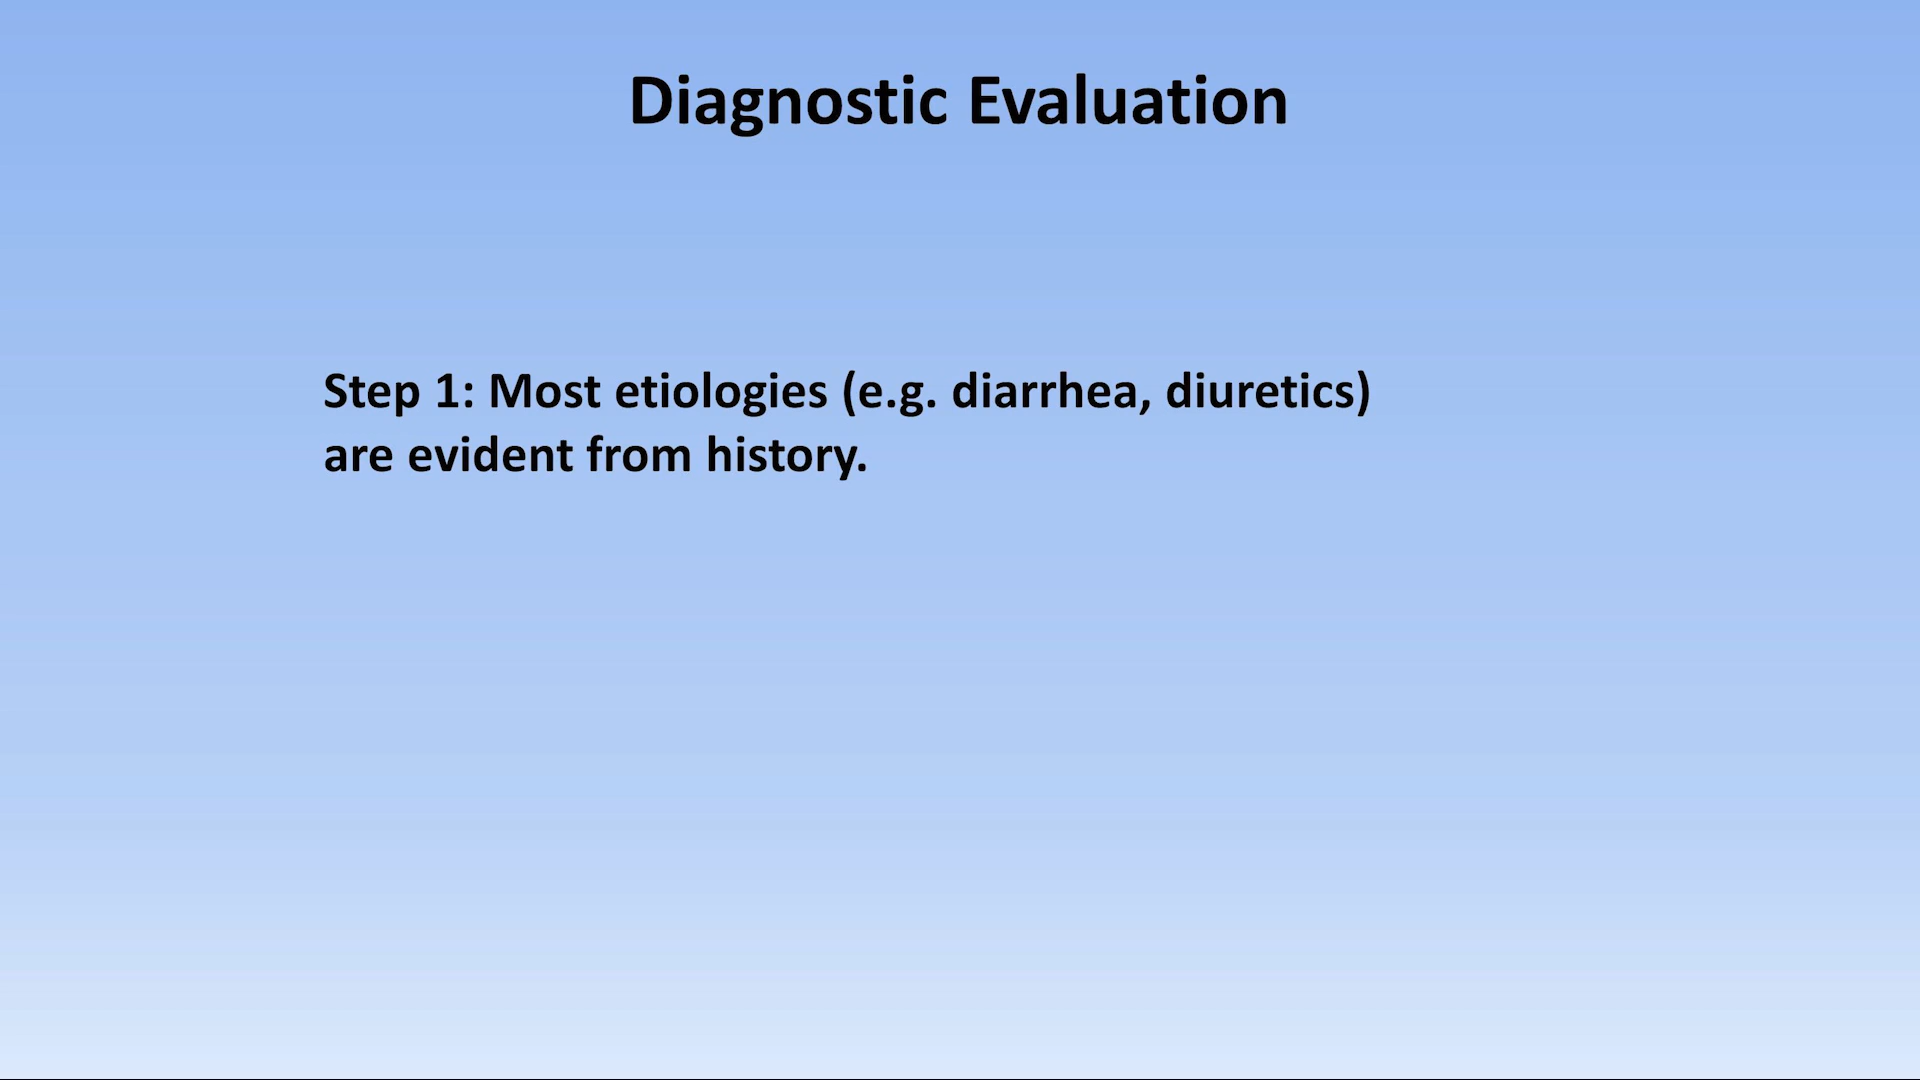 Diagnostic Evaluation
Step 1: Most etiologies (e.g. diarrhea, diuretics)
are evident from history.